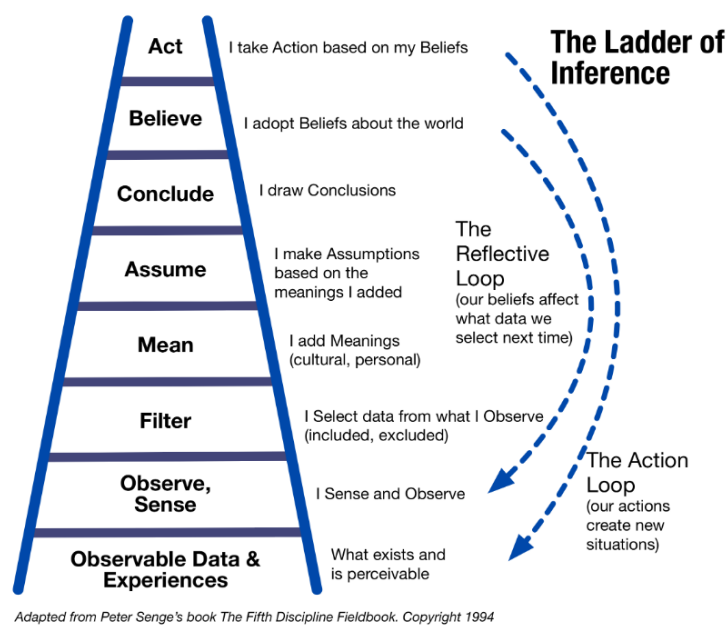 The Ladder of
Inference
Act
I take Action based on my Beliefs
Believe
I adopt Beliefs about the world
Conclude
I draw Conclusions
Assume
I make Assumptions
based on the
meanings I added
Mean
I add Meanings
(cultural, personal)
Filter
I Select data from what I Observe
(included, excluded)
Observe,
Sense
I Sense and Observe
Observable Data &
Experiences
What exists and
is perceivable
The
Reflective
Loop
(our beliefs affect
what data we
select next time)
The Action
Loop
(our actions
create new
situations)
Adapted from Peter Senge's book The Fifth Discipline Fieldbook. Copyright 1994